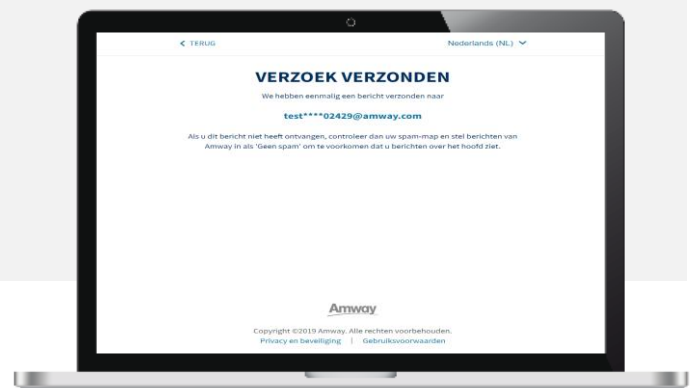 < TERUG
Nederlands (NL)
VERZOEK VERZONDEN
We hebben eenmalig een bericht verzonden naar
test****02429@amway.com
Als u dit bericht niet heeft ontvangen, controleer dan uw spam-map en stel berichten van
Amway in als 'Geen spam' om te voorkomen dat u berichten over het hoofd ziet.
Amway
Copyright ©2019 Amway. Alle rechten voorbehouden.
Privacy en beveiliging | Gebruiksvoorwaarden